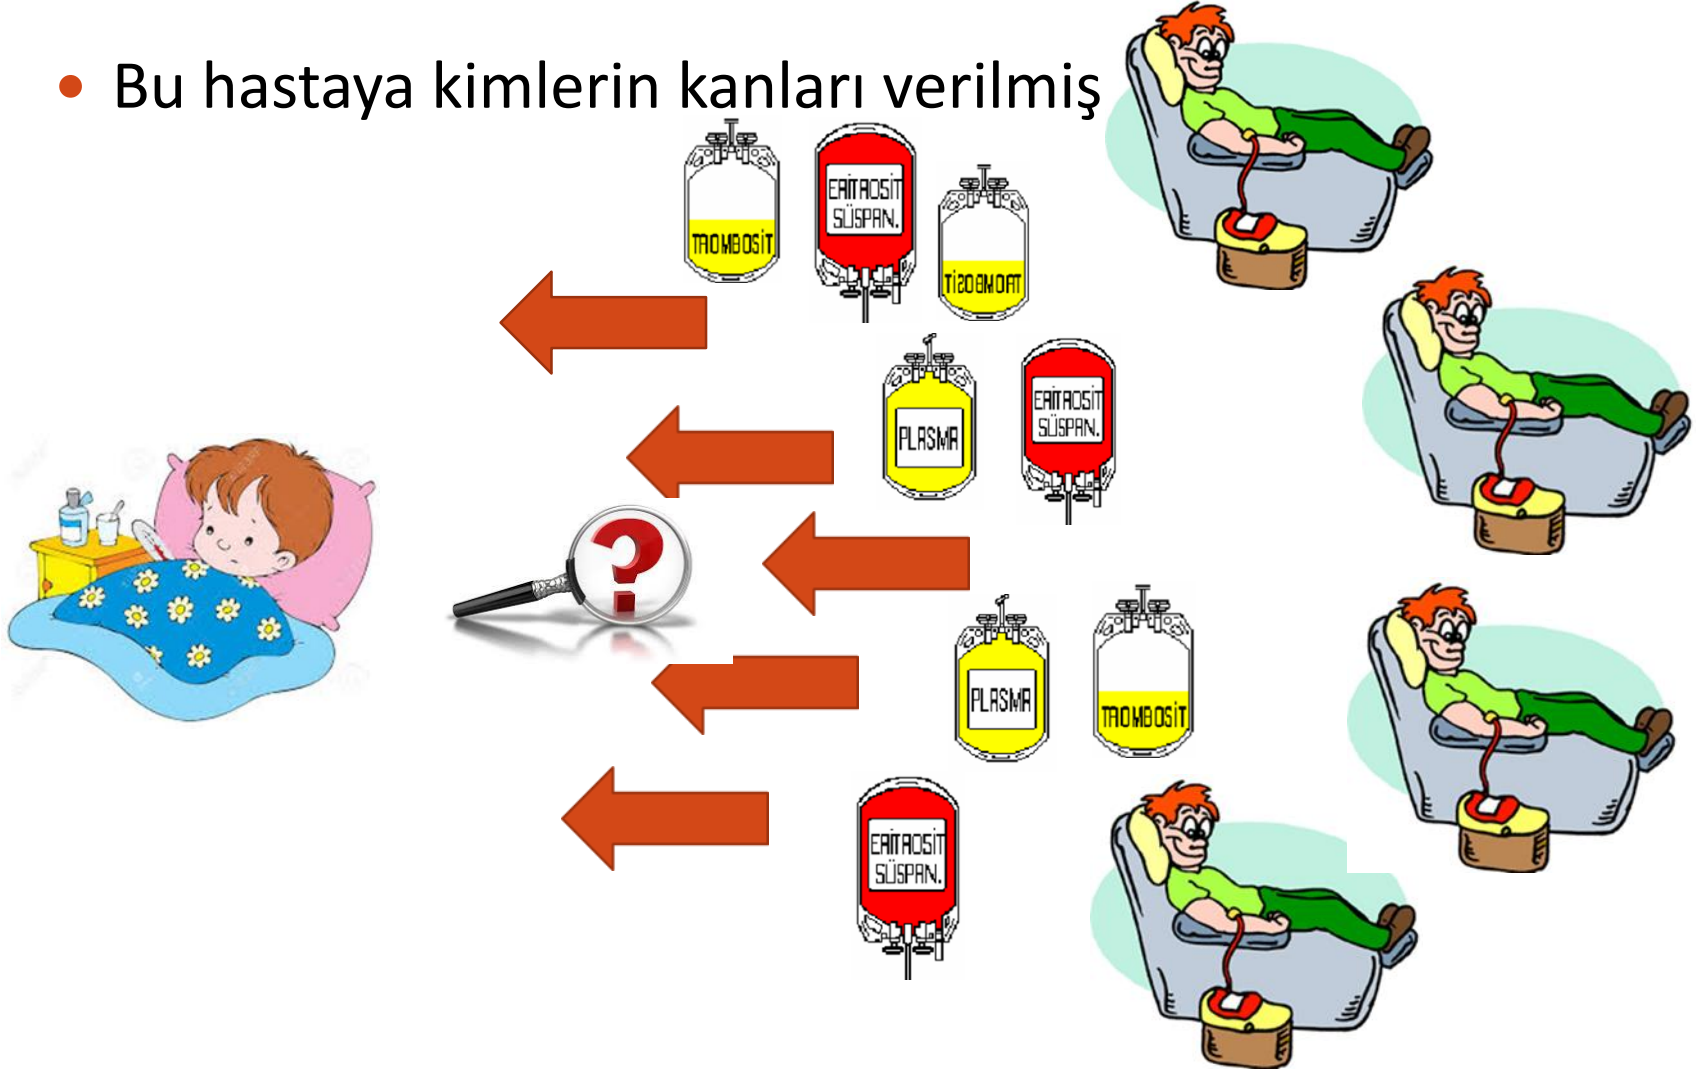 Bu hastaya kimlerin kanları verilmiş
TROMBOSİT
ERİTROSİT
SÜSPAN.
TROMBOSİT
PLASMA
ERİTROSİT
SÜSPAN.
PLASMA
TROMBOSİT
ERİTROSİT
SÜSPAN.